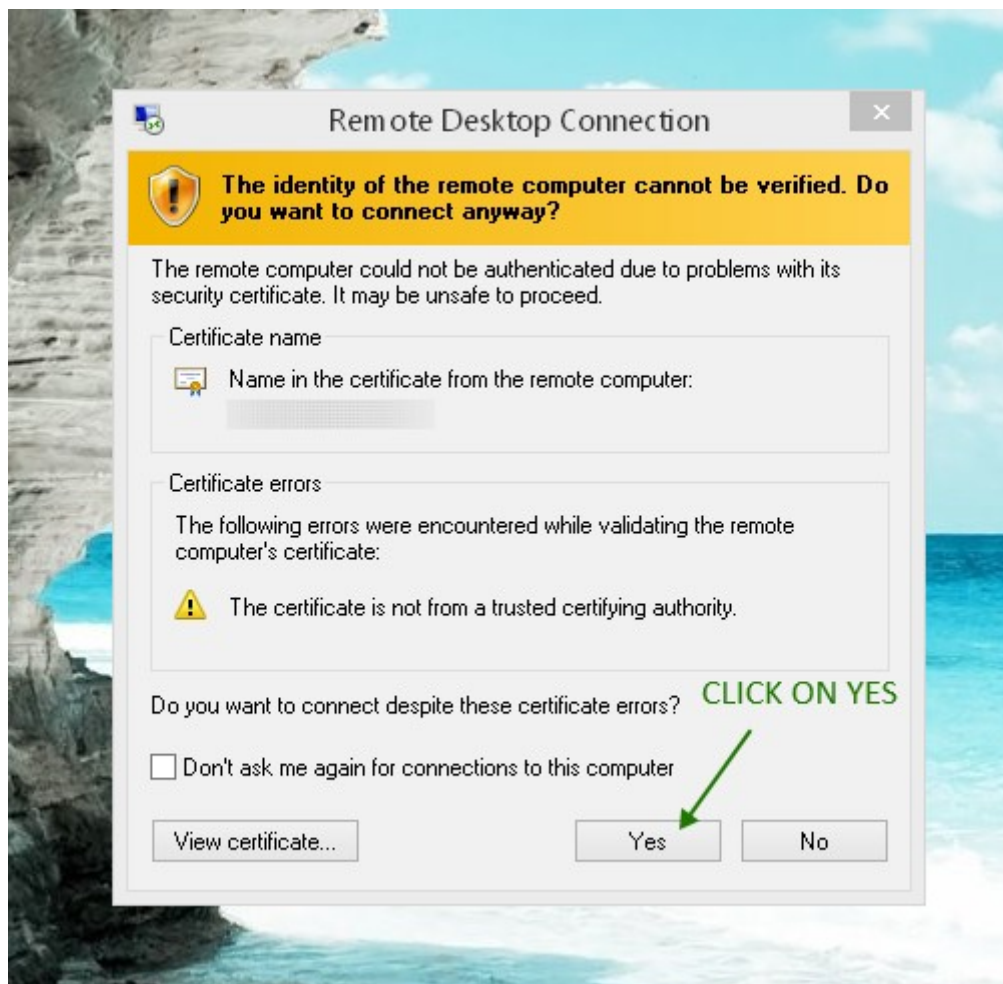 Remote Desktop Connection
The identity of the remote computer cannot be verified. Do
you want to connect anyway?
The remote computer could not be authenticated due to problems with its
security certificate. It may be unsafe to proceed.
Certificate name
Name in the certificate from the remote computer:
Certificate errors
The following errors were encountered while validating the remote
computer's certificate:
The certificate is not from a trusted certifying authority.
Do you want to connect despite these certificate errors?
CLICK ON YES
Don't ask me again for connections to this computer
View certificate...
Yes
No